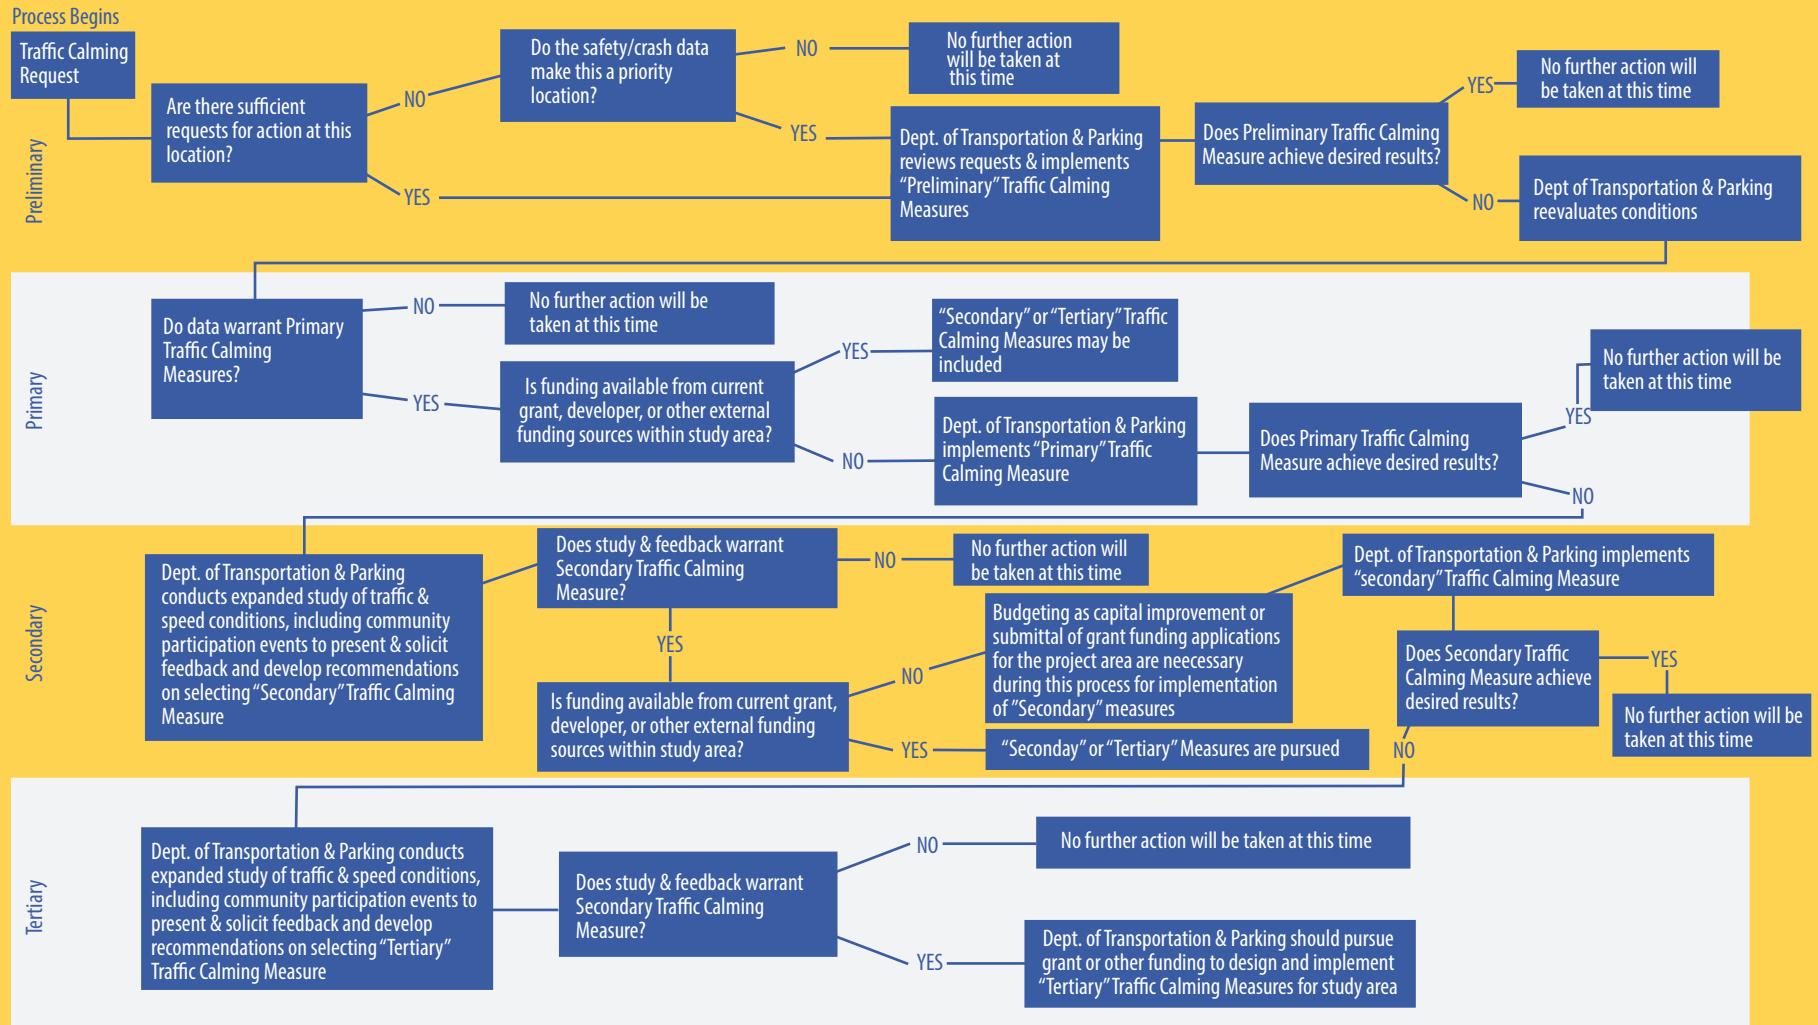 Process Begins
Traffic Calming
Request
Preliminary
Are there sufficient
requests for action at this
location?
NO
YES
Do the safety/crash data
make this a priority
location?
NO
YES
No further action
will be taken at
this time
Dept. of Transportation & Parking
reviews requests & implements
“Preliminary” Traffic Calming
Measures
Does Preliminary Traffic Calming
Measure achieve desired results?
YES
NO
No further action will
be taken at this time
Dept of Transportation & Parking
reevaluates conditions
Primary
Do data warrant Primary
Traffic Calming
Measures?
NO
YES
No further action will be
taken at this time
Is funding available from current
grant, developer, or other external
funding sources within study area?
YES
NO
“Secondary” or “Tertiary” Traffic
Calming Measures may be
included
Dept. of Transportation & Parking
implements “Primary” Traffic
Calming Measure
Does Primary Traffic Calming
Measure achieve desired results?
YES
NO
No further action will be
taken at this time
Secondary
Dept. of Transportation & Parking
conducts expanded study of traffic &
speed conditions, including community
participation events to present & solicit
feedback and develop recommendations
on selecting “Secondary” Traffic Calming
Measure
Does study & feedback warrant
Secondary Traffic Calming
Measure?
NO
YES
No further action will
be taken at this time
Is funding available from current grant,
developer, or other external funding
sources within study area?
NO
YES
Budgeting as capital improvement or
submittal of grant funding applications
for the project area are neecessary
during this process for implementation
of ”Secondary” measures
“Seconday” or “Tertiary” Measures are pursued
Dept. of Transportation & Parking implements
“secondary” Traffic Calming Measure
Does Secondary Traffic
Calming Measure achieve
desired results?
YES
NO
No further action will be
taken at this time
Tertiary
Dept. of Transportation & Parking conducts
expanded study of traffic & speed conditions,
including community participation events to
present & solicit feedback and develop
recommendations on selecting “Tertiary”
Traffic Calming Measure
Does study & feedback warrant
Secondary Traffic Calming
Measure?
NO
YES
No further action will be taken at this time
Dept. of Transportation & Parking should pursue
grant or other funding to design and implement
“Tertiary” Traffic Calming Measures for study area